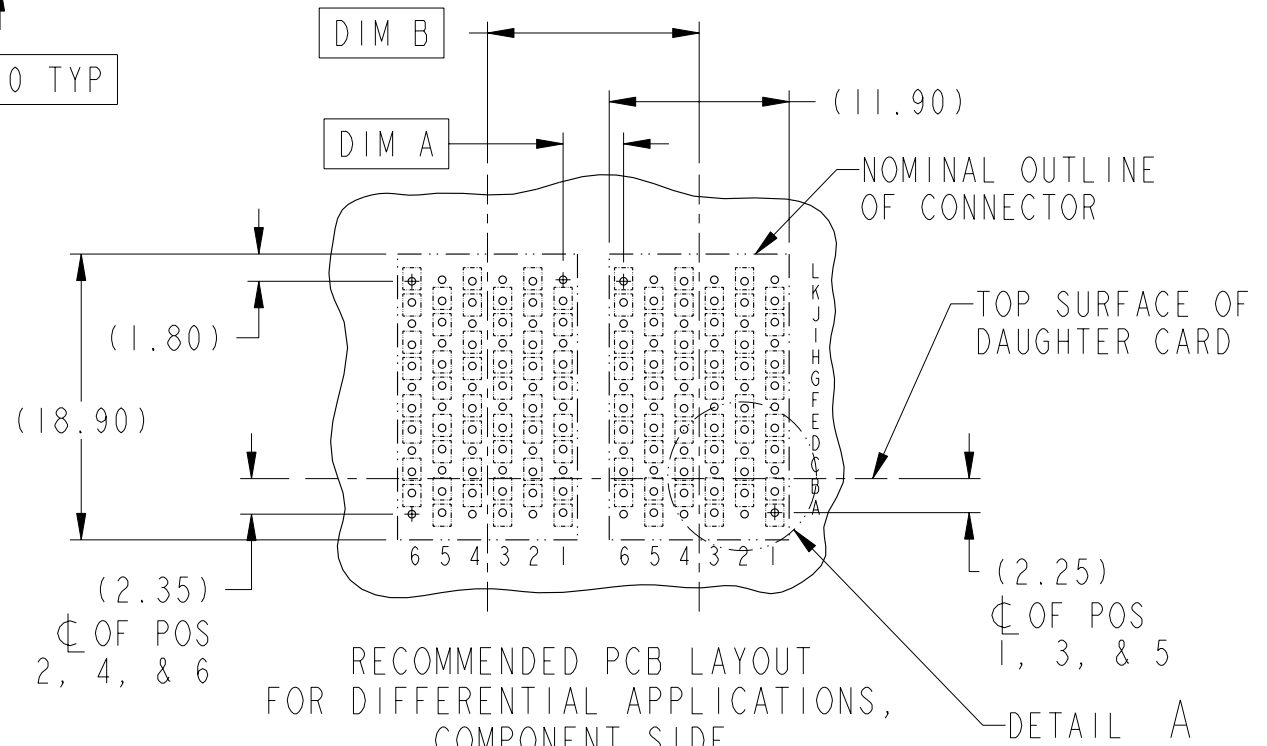 DIM B
0 TYP
(11.90)
DIM A
NOMINAL OUTLINE
OF CONNECTOR
L
K
J
I
H
G
F
E
D
C
B
A
TOP SURFACE OF
DAUGHTER CARD
(1.80)
(18.90)
6 5 4 3 2 1 6 5 4 3 2 1
(2.35)
℄ OF POS
2, 4, & 6
(2.25)
℄ OF POS
1, 3, & 5
RECOMMENDED PCB LAYOUT
FOR DIFFERENTIAL APPLICATIONS,
COMPONENT SIDE
DETAIL A